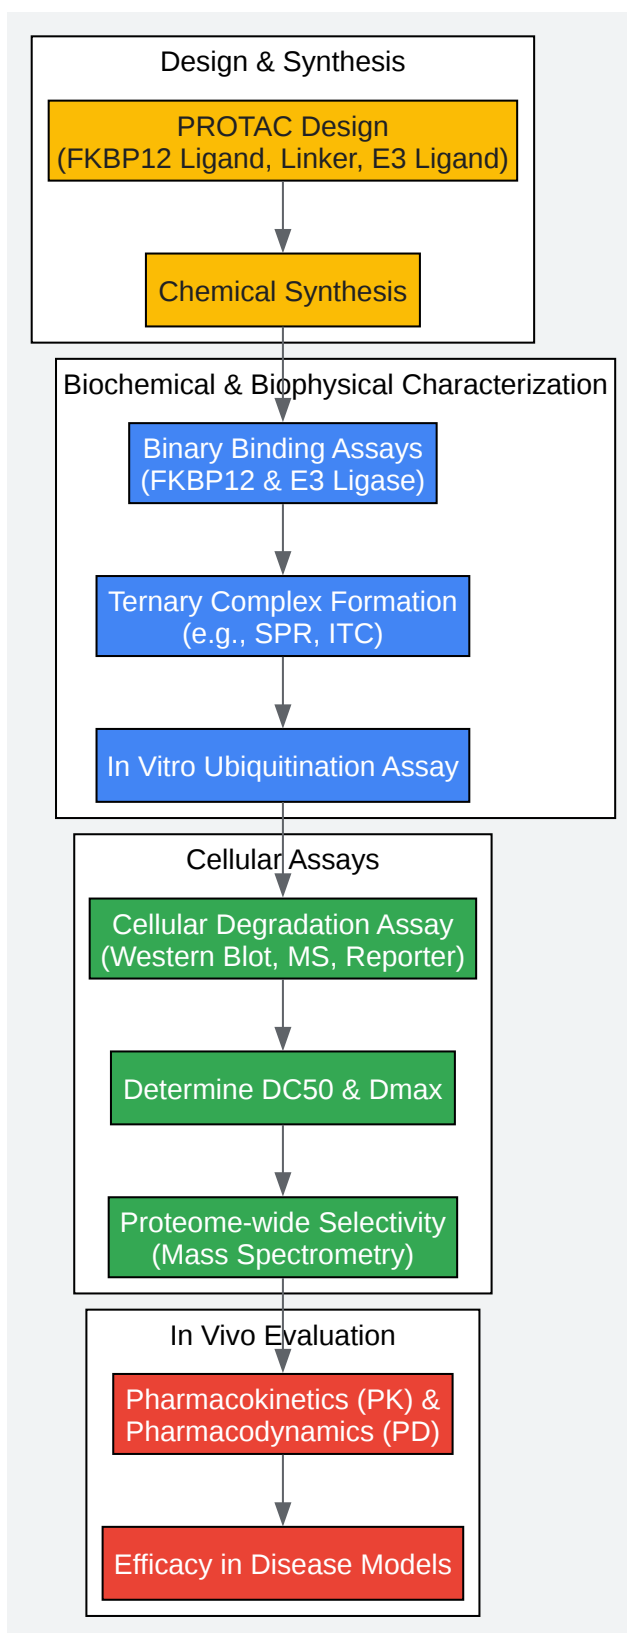 Design & Synthesis
PROTAC Design
(FKBP12 Ligand, Linker, E3 Ligand)
Chemical Synthesis
Biochemical & Biophysical Characterization
Binary Binding Assays
(FKBP12 & E3 Ligase)
Ternary Complex Formation
(e.g., SPR, ITC)
In Vitro Ubiquitination Assay
Cellular Assays
Cellular Degradation Assay
(Western Blot, MS, Reporter)
Determine DC50 & Dmax
Proteome-wide Selectivity
(Mass Spectrometry)
In Vivo Evaluation
Pharmacokinetics (PK) &
Pharmacodynamics (PD)
Efficacy in Disease Models